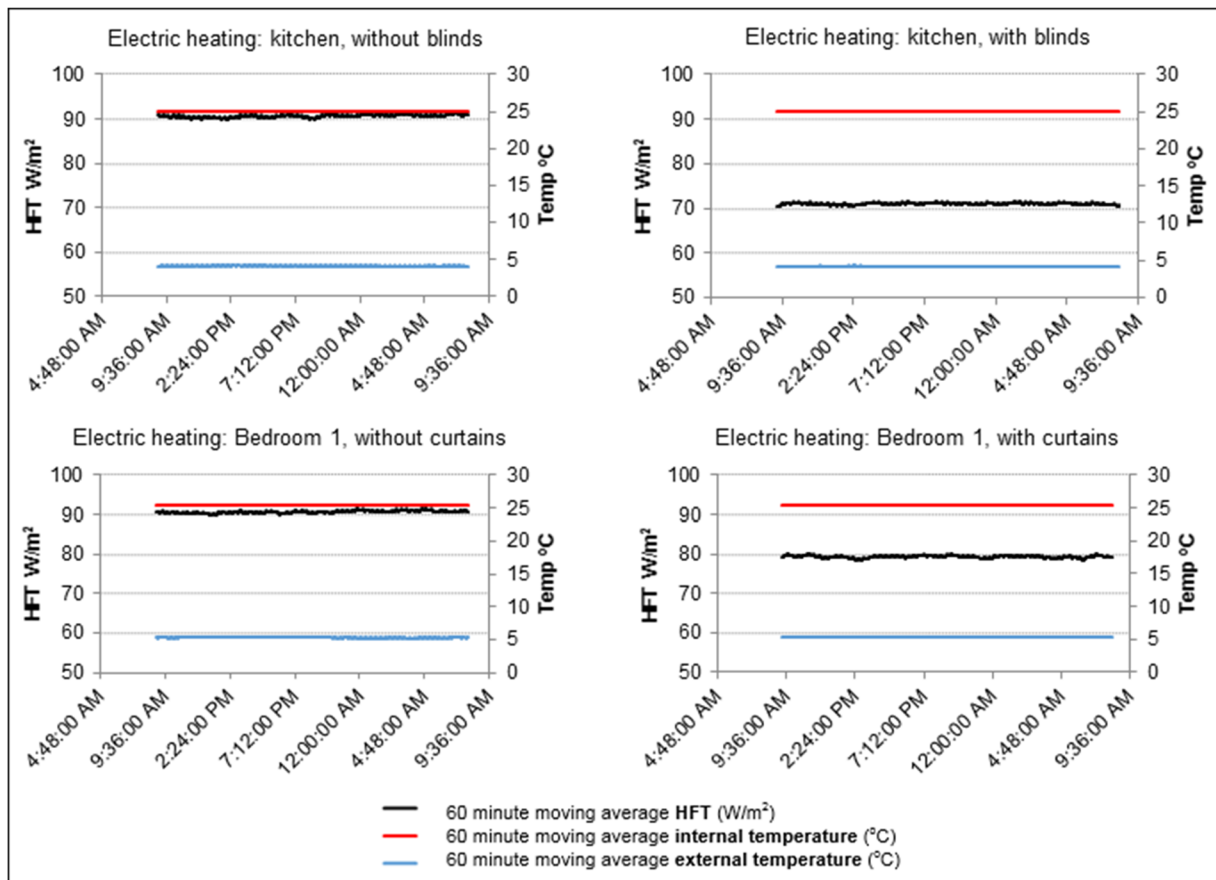 Electric heating: kitchen, without blinds
100
90
80
70
60
50
HFT W/m²
30
25
20
15
10
5
0
Temp ºC
4:48:00 AM
9:36:00 AM
2:24:00 PM
7:12:00 PM
12:00:00 AM
4:48:00 AM
9:36:00 AM
Electric heating: kitchen, with blinds
100
90
80
70
60
50
HFT W/m²
30
25
20
15
10
5
0
Temp ºC
4:48:00 AM
9:36:00 AM
2:24:00 PM
7:12:00 PM
12:00:00 AM
4:48:00 AM
9:36:00 AM
Electric heating: Bedroom 1, without curtains
100
90
80
70
60
50
HFT W/m²
30
25
20
15
10
5
0
Temp ºC
4:48:00 AM
9:36:00 AM
2:24:00 PM
7:12:00 PM
12:00:00 AM
4:48:00 AM
9:36:00 AM
Electric heating: Bedroom 1, with curtains
100
90
80
70
60
50
HFT W/m²
30
25
20
15
10
5
0
Temp ºC
4:48:00 AM
9:36:00 AM
2:24:00 PM
7:12:00 PM
12:00:00 AM
4:48:00 AM
9:36:00 AM
60 minute moving average HFT (W/m²)
60 minute moving average internal temperature (ºC)
60 minute moving average external temperature (ºC)